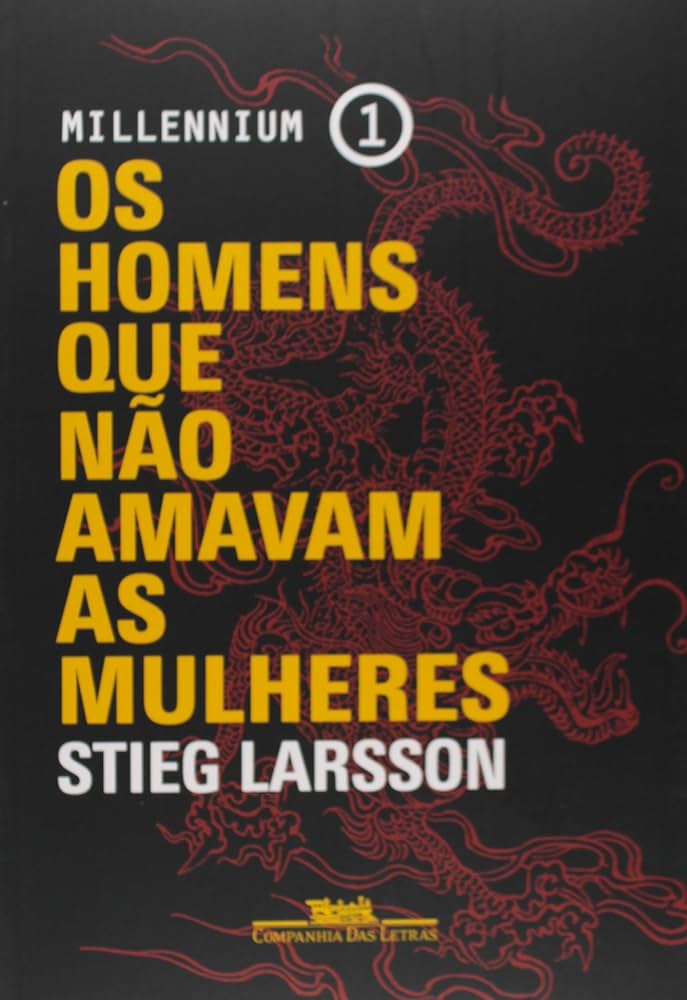 MILLENNIUM 1
OS
HOMENS
QUE
NÃO
AMAVAM
AS
MULHERES
STIEG LARSSON
COMPANHIA DAS LETRAS